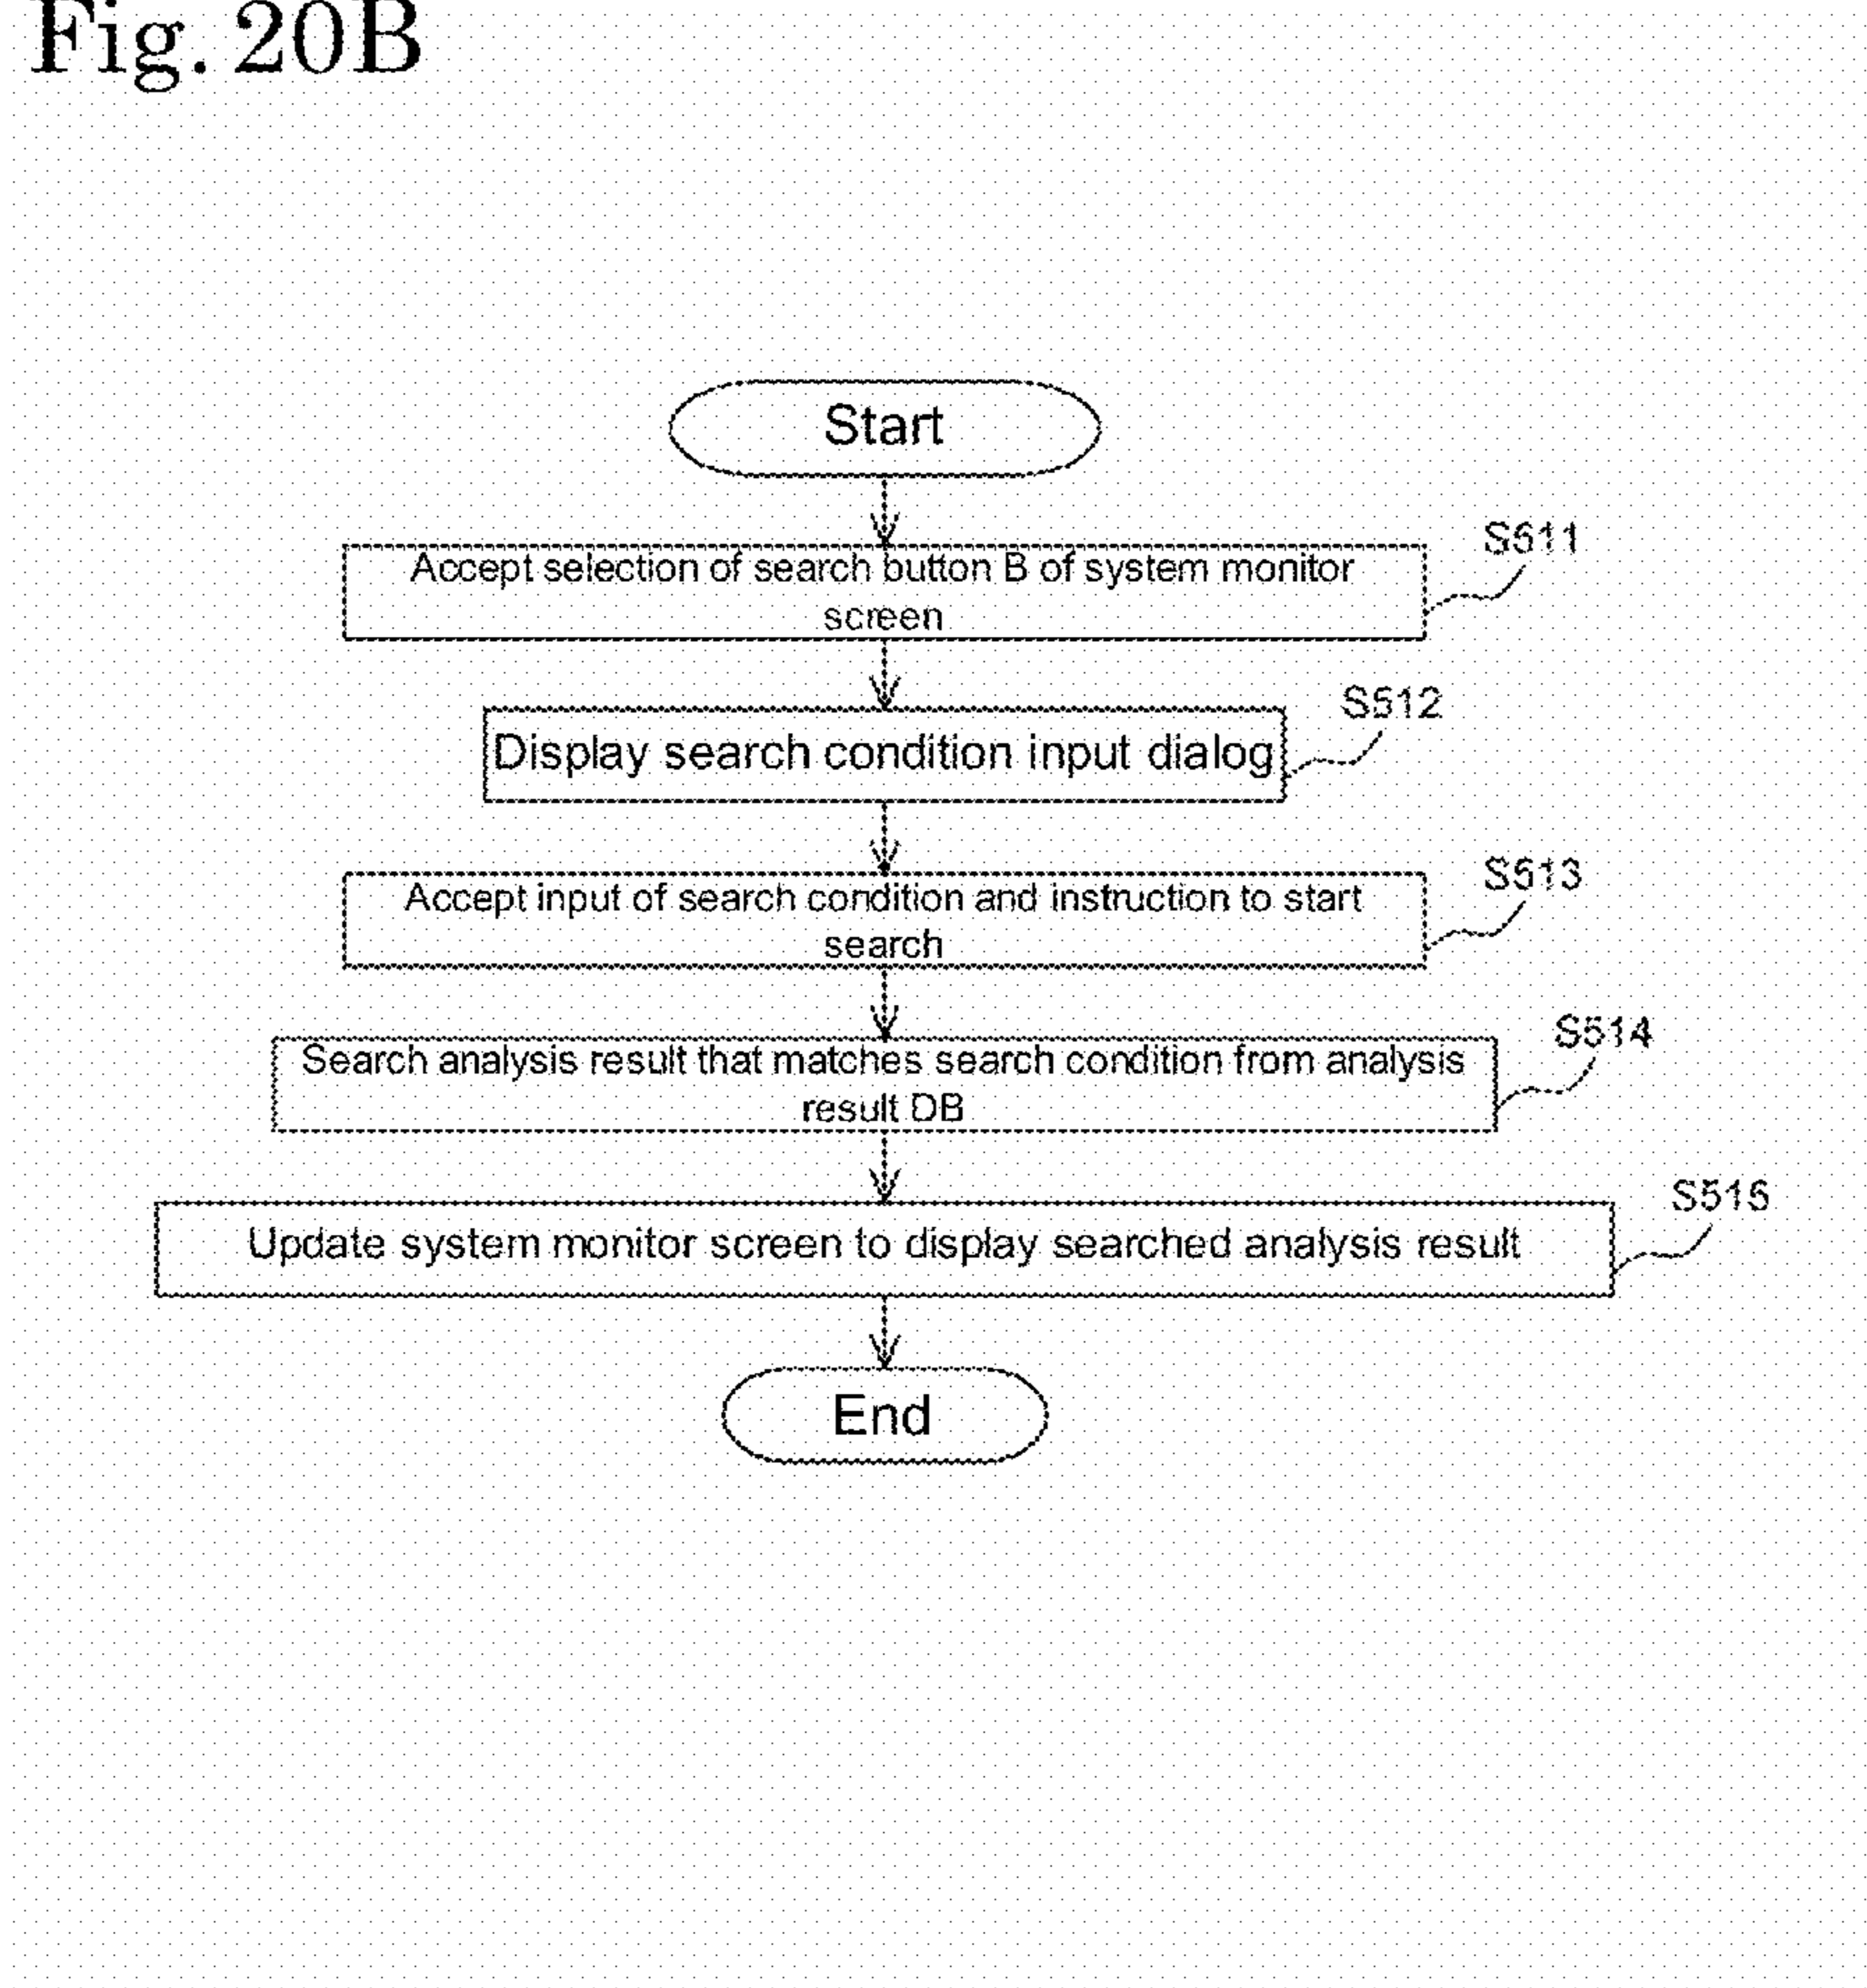 Fig. 20B
Start
S511
Accept selection of search button B of system monitor
screen
S512
Display search condition input dialog
S513
Accept input of search condition and instruction to start
search
S514
Search analysis result that matches search condition from analysis
result DB
S515
Update system monitor screen to display searched analysis result
End